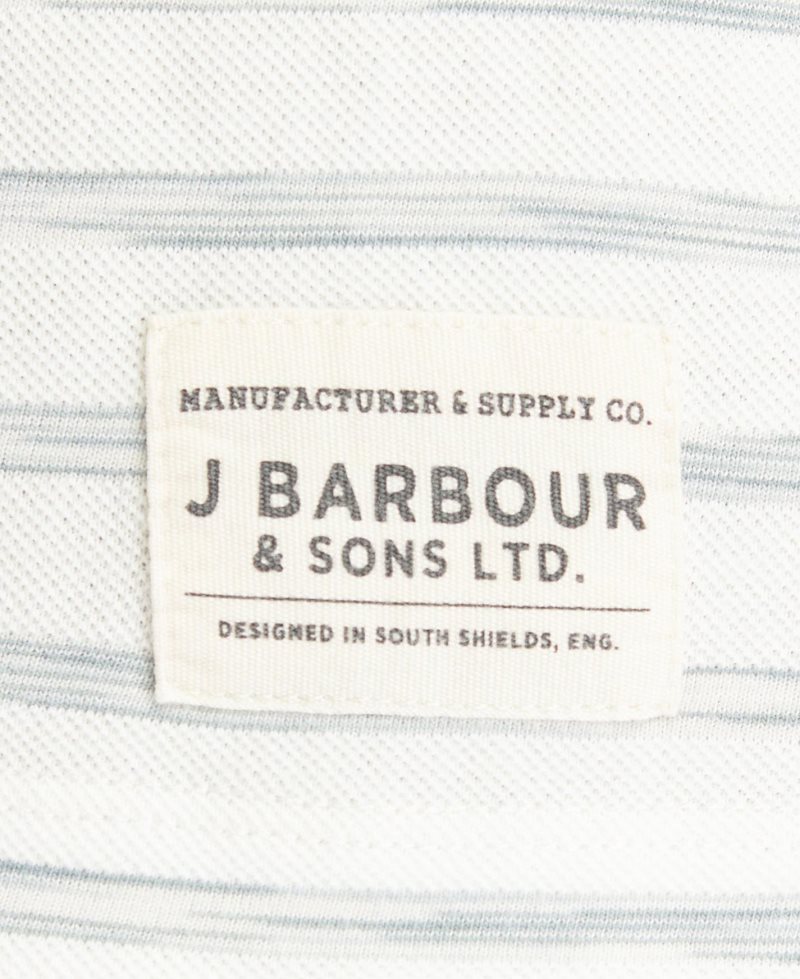 MANUFACTURER & SUPPLY CO.
J BARBOUR
& SONS LTD.
DESIGNED IN SOUTH SHIELDS, ENG.